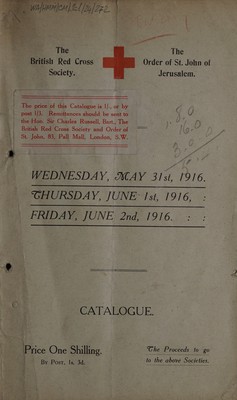 The
British Red Cross
Society.
The
Order of St. John of
Jerusalem.
The price of this Catalogue is 1/, or by
post 1/3. Remittances should be sent to
the Hon. Sir Charles Russell, Bart., The
British Red Cross Society and Order of
St. John, 83, Pall Mall, London, S.W.
WEDNESDAY, MAY 31st, 1916.
THURSDAY, JUNE 1st, 1916, :
FRIDAY, JUNE 2nd, 1916. : :
CATALOGUE.
Price One Shilling.
By Post, 1s. 3d.
The Proceeds to go
to the above Societies.